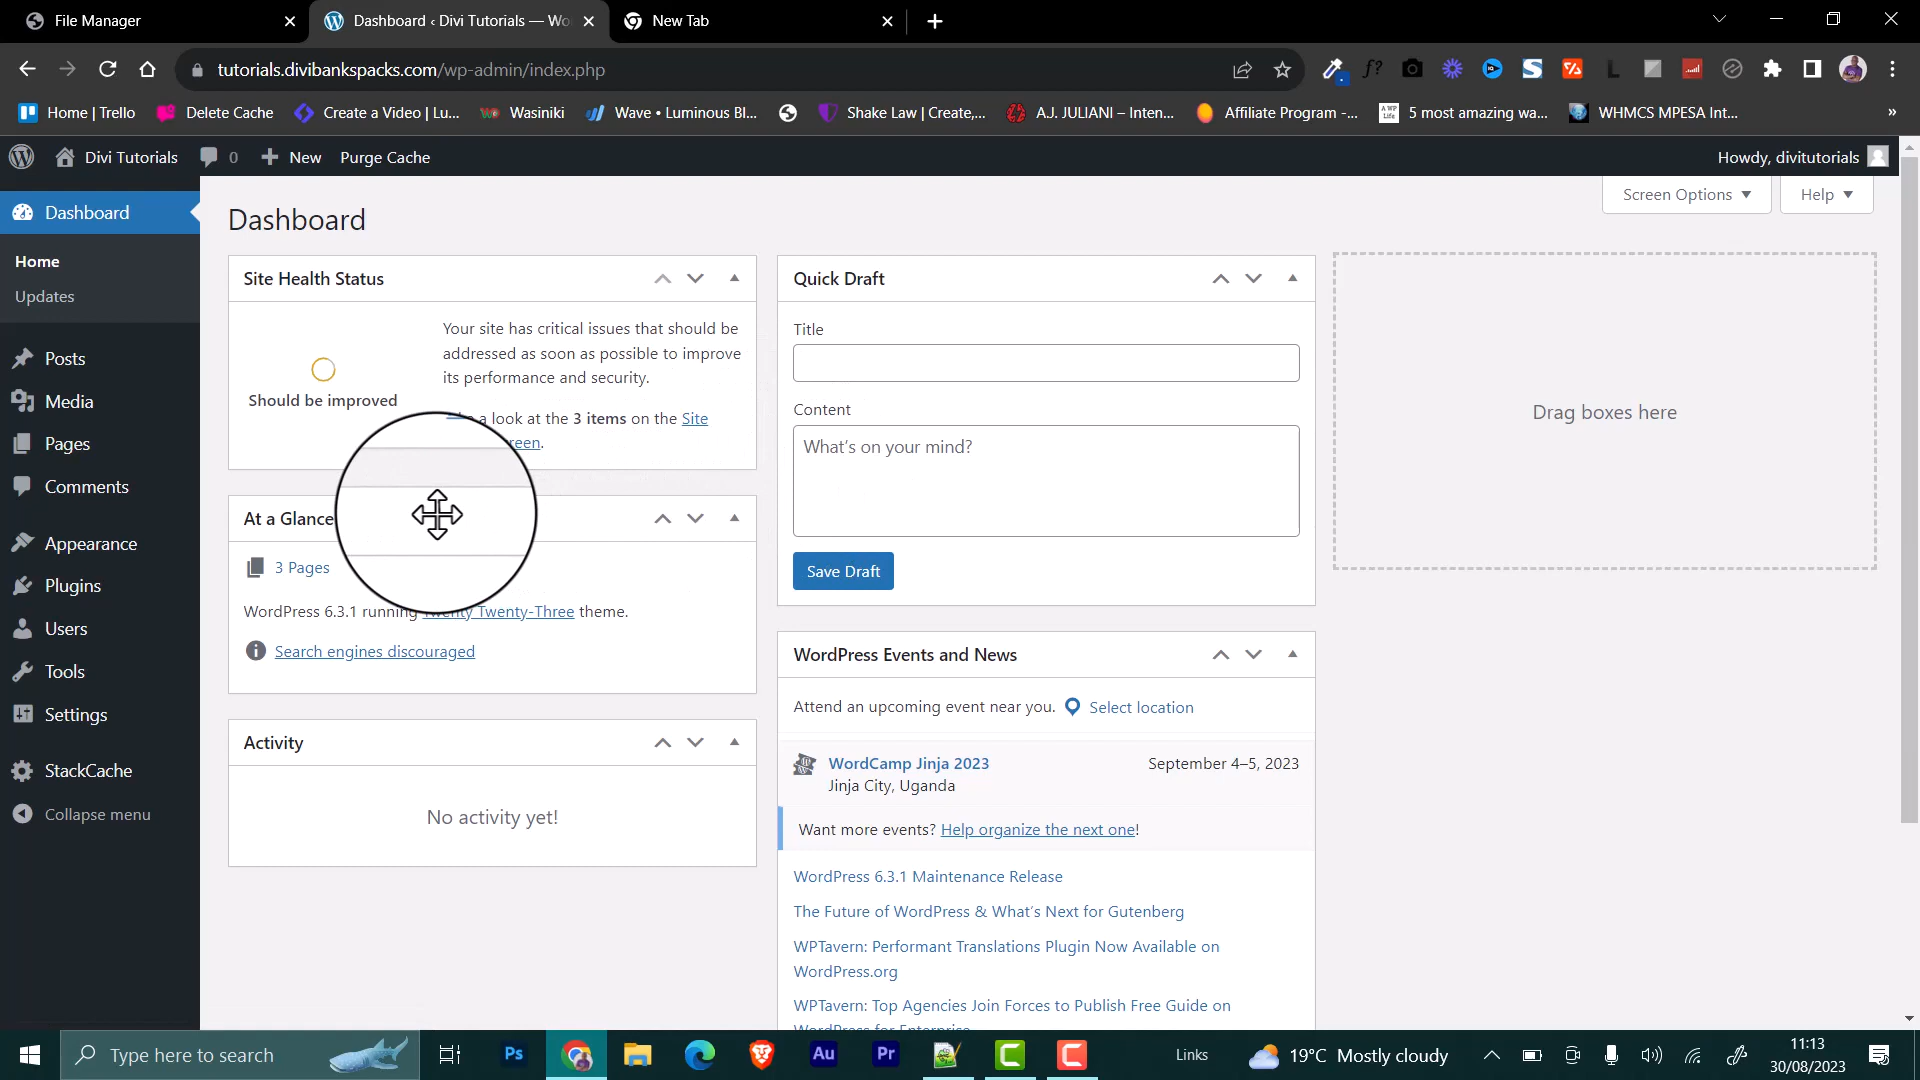 File Manager
Dashboard ‹ Divi Tutorials — Wo
New Tab
tutorials.divibankspacks.com/wp-admin/index.php
Home | Trello
Delete Cache
Create a Video | Lu...
Wasiniki
Wave • Luminous Bl...
Shake Law | Create,...
A.J. JULIANI – Inten...
Affiliate Program -...
5 most amazing wa...
WHMCS MPESA Int...
»
Divi Tutorials
0
New
Purge Cache
Howdy, divitutorials
Screen Options
Help
Dashboard
Home
Updates
Posts
Media
Pages
Comments
Appearance
Plugins
Users
Tools
Settings
StackCache
Collapse menu
Dashboard
Site Health Status
Should be improved
Your site has critical issues that should be
addressed as soon as possible to improve
its performance and security.
a look at the 3 items on the Site
At a Glance
3 Pages
WordPress 6.3.1 running Twenty Twenty-Three theme.
Search engines discouraged
Activity
No activity yet!
Quick Draft
Title
Content
What's on your mind?
Save Draft
WordPress Events and News
Attend an upcoming event near you.
Select location
WordCamp Jinja 2023
September 4–5, 2023
Jinja City, Uganda
Want more events? Help organize the next one!
WordPress 6.3.1 Maintenance Release
The Future of WordPress & What's Next for Gutenberg
WPTavern: Performant Translations Plugin Now Available on
WordPress.org
WPTavern: Top Agencies Join Forces to Publish Free Guide on
WordPress for Enterprise
Drag boxes here
Type here to search
Ps
Au
Pr
Links
19°C Mostly cloudy
11:13
30/08/2023